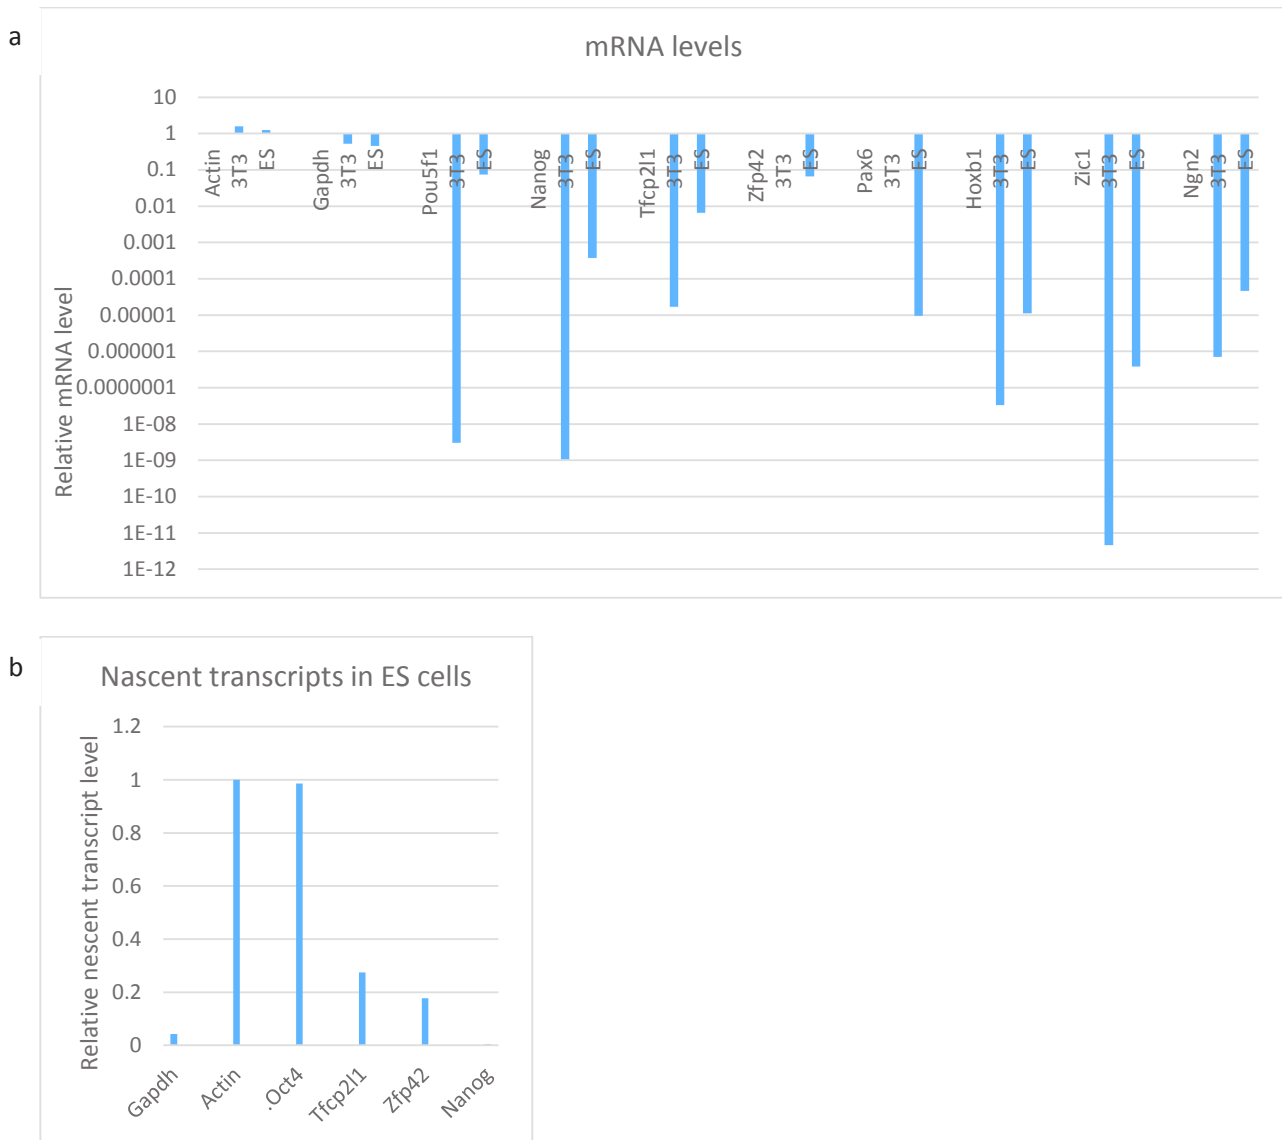 a
mRNA levels
Relative mRNA level
10
1
0.1
0.01
0.001
0.0001
0.00001
0.000001
0.0000001
1E-08
1E-09
1E-10
1E-11
1E-12
Actin
3T3
ES
Gapdh
3T3
ES
Pou5f1
3T3
ES
Nanog
3T3
ES
Tfcp2l1
3T3
ES
Zfp42
3T3
ES
Pax6
3T3
ES
Hoxb1
3T3
ES
Zic1
3T3
ES
Ngn2
3T3
ES
b
Nascent transcripts in ES cells
Relative nescent transcript level
1.2
1
0.8
0.6
0.4
0.2
0
Gapdh
Actin
.Oct4
Tfcp2l1
Zfp42
Nanog